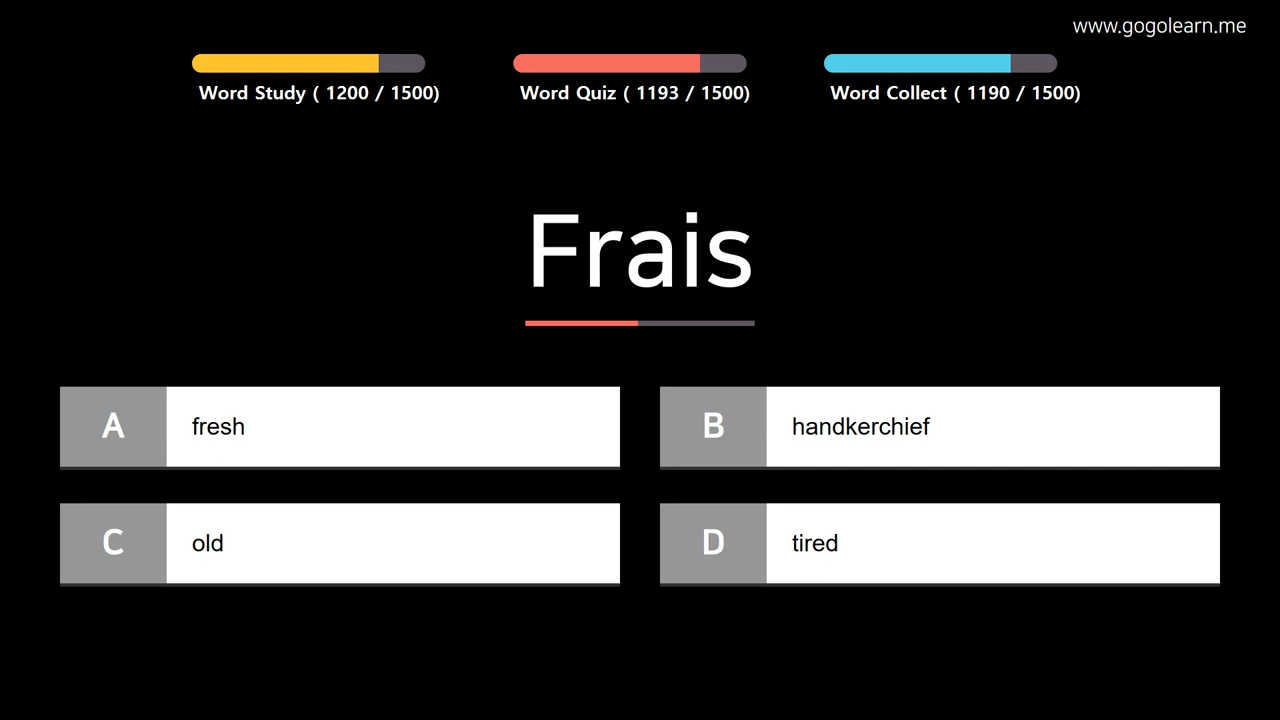 www.gogolearn.me
Word Study ( 1200 / 1500)
Word Quiz ( 1193 / 1500)
Word Collect ( 1190 / 1500)
Frais
A fresh
B handkerchief
C old
D tired